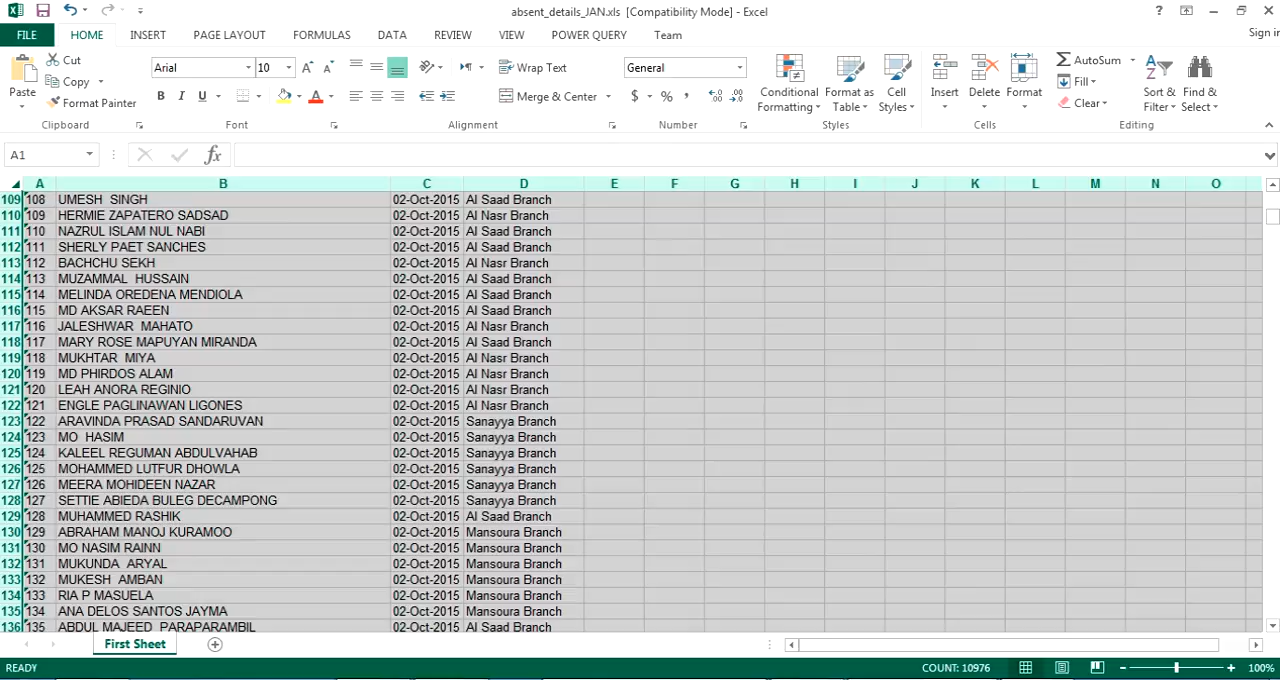 absent_details_JAN.xls [Compatibility Mode] - Excel
?
FILE HOME INSERT PAGE LAYOUT FORMULAS DATA REVIEW VIEW POWER QUERY Team Sign in
Paste
Cut
Copy
Format Painter
Clipboard
Arial 10
B I U
Font
Wrap Text
Merge & Center
Alignment
General
$ % ,
Number
Conditional Formatting
Format as Table
Cell Styles
Styles
Insert Delete Format
Cells
AutoSum
Fill
Clear
Sort & Filter
Find & Select
Editing
A1 fx
A B C D E F G H I J K L M N O
109 108 UMESH  SINGH 02-Oct-2015 Al Saad Branch
110 109 HERMIE ZAPATERO SADSAD 02-Oct-2015 Al Nasr Branch
111 110 NAZRUL ISLAM NUL NABI 02-Oct-2015 Al Saad Branch
112 111 SHERLY PAET SANCHES 02-Oct-2015 Al Saad Branch
113 112 BACHCHU SEKH 02-Oct-2015 Al Nasr Branch
114 113 MUZAMMAL  HUSSAIN 02-Oct-2015 Al Saad Branch
115 114 MELINDA OREDENA MENDIOLA 02-Oct-2015 Al Saad Branch
116 115 MD AKSAR RAEEN 02-Oct-2015 Al Saad Branch
117 116 JALESHWAR  MAHATO 02-Oct-2015 Al Nasr Branch
118 117 MARY ROSE MAPUYAN MIRANDA 02-Oct-2015 Al Saad Branch
119 118 MUKHTAR  MIYA 02-Oct-2015 Al Nasr Branch
120 119 MD PHIRDOS ALAM 02-Oct-2015 Al Nasr Branch
121 120 LEAH ANORA REGINIO 02-Oct-2015 Al Nasr Branch
122 121 ENGLE PAGLINAWAN LIGONES 02-Oct-2015 Al Nasr Branch
123 122 ARAVINDA PRASAD SANDARUVAN 02-Oct-2015 Sanayya Branch
124 123 MO  HASIM 02-Oct-2015 Sanayya Branch
125 124 KALEEL REGUMAN ABDULVAHAB 02-Oct-2015 Sanayya Branch
126 125 MOHAMMED LUTFUR DHOWLA 02-Oct-2015 Sanayya Branch
127 126 MEERA MOHIDEEN NAZAR 02-Oct-2015 Sanayya Branch
128 127 SETTIE ABIEDA BULEG DECAMPONG 02-Oct-2015 Sanayya Branch
129 128 MUHAMMED RASHIK 02-Oct-2015 Al Saad Branch
130 129 ABRAHAM MANOJ KURAMOO 02-Oct-2015 Mansoura Branch
131 130 MO NASIM RAINN 02-Oct-2015 Mansoura Branch
132 131 MUKUNDA  ARYAL 02-Oct-2015 Mansoura Branch
133 132 MUKESH  AMBAN 02-Oct-2015 Mansoura Branch
134 133 RIA P MASUELA 02-Oct-2015 Mansoura Branch
135 134 ANA DELOS SANTOS JAYMA 02-Oct-2015 Mansoura Branch
136 135 ABDUL MAJEED  PARAPARAMBIL 02-Oct-2015 Al Saad Branch
First Sheet
READY COUNT: 10976 100%